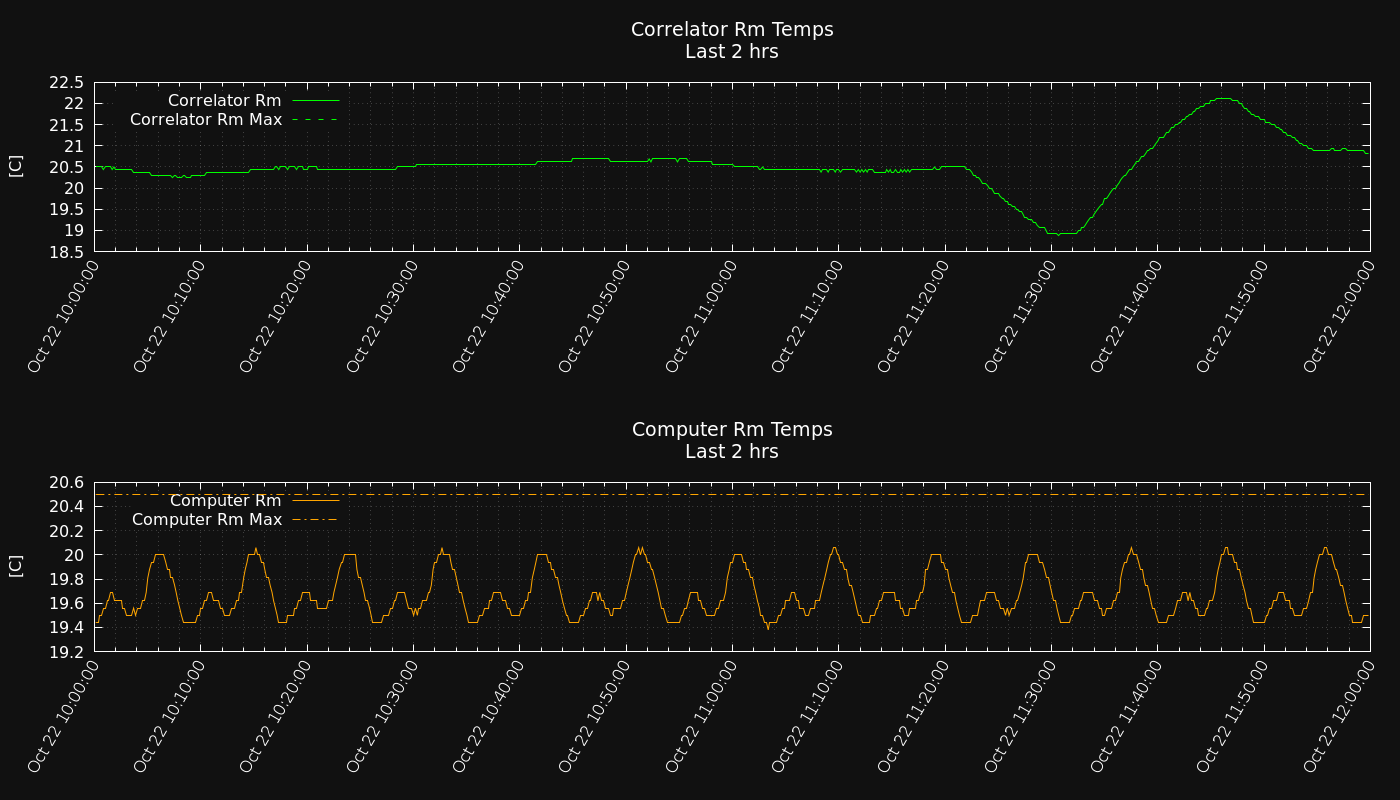 Correlator Rm Temps
Last 2 hrs
Correlator Rm
Correlator Rm Max
[C]
22.5
22
21.5
21
20.5
20
19.5
19
18.5
Oct 22 10:00:00
Oct 22 10:10:00
Oct 22 10:20:00
Oct 22 10:30:00
Oct 22 10:40:00
Oct 22 10:50:00
Oct 22 11:00:00
Oct 22 11:10:00
Oct 22 11:20:00
Oct 22 11:30:00
Oct 22 11:40:00
Oct 22 11:50:00
Oct 22 12:00:00
Computer Rm Temps
Last 2 hrs
Computer Rm
Computer Rm Max
[C]
20.6
20.4
20.2
20
19.8
19.6
19.4
19.2
Oct 22 10:00:00
Oct 22 10:10:00
Oct 22 10:20:00
Oct 22 10:30:00
Oct 22 10:40:00
Oct 22 10:50:00
Oct 22 11:00:00
Oct 22 11:10:00
Oct 22 11:20:00
Oct 22 11:30:00
Oct 22 11:40:00
Oct 22 11:50:00
Oct 22 12:00:00